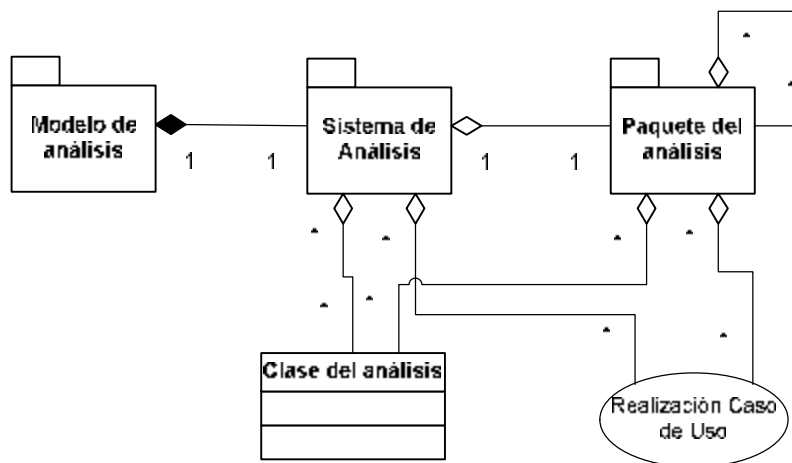 Modelo de
análisis
Sistema de
Análisis
Paquete del
análisis
1
1
1
1
*
*
*
*
*
*
*
*
*
*
Clase del análisis
Realización Caso
de Uso